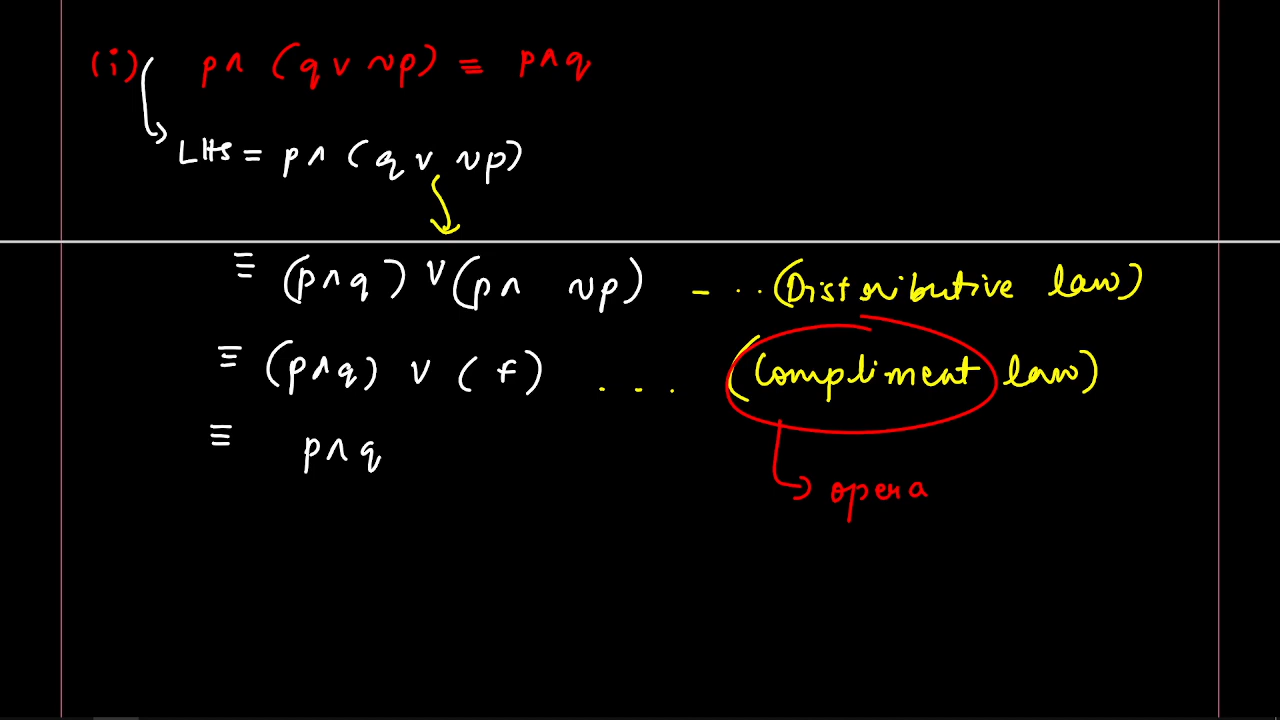 (i) p∧ (q∨ ~p) ≡ p∧q
LHS = p∧ (q∨ ~p)
≡ (p∧q) ∨(p∧ ~p) - .. (Distributive law)
≡ (p∧q) ∨ (f) ... (Compliment law)
≡ p∧q
opera